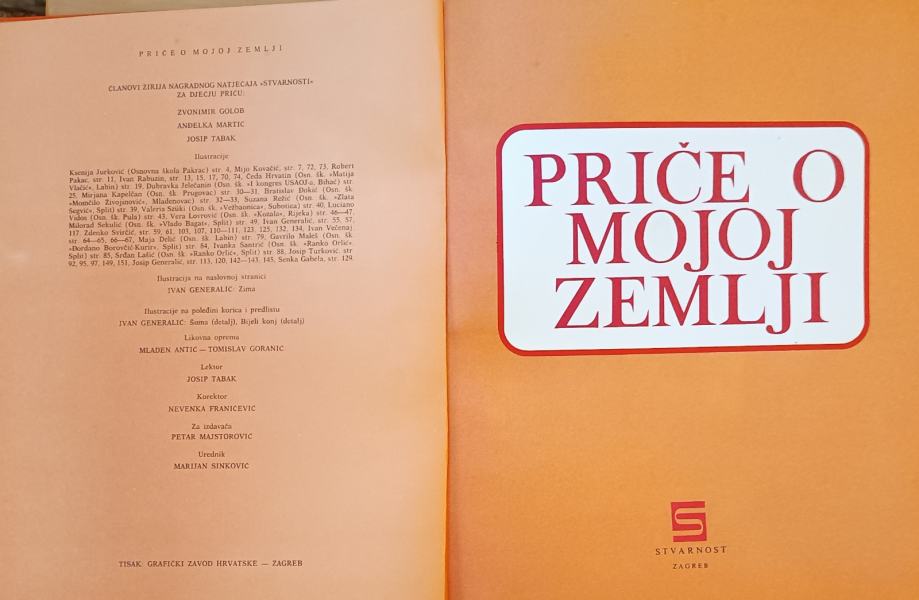 PRIČE O MOJOJ ZEMLJI
ČLANOVI ŽIRIJA NAGRADNOG NATJEČAJA »STVARNOSTI«
ZA DJEČJU PRIČU:
ZVONIMIR GOLOB
ANĐELKA MARTIĆ
JOSIP TABAK
Ilustracije
Ksenija Jurković (Osnovna škola Pakrac) str. 4, Mijo Kovačić, str. 7, 72, 73, Robert
Pakac, str. 11, Ivan Rabuzin, str. 13, 15, 17, 70, 74, Čeda Hrvatin (Osn. šk. »Matija
Vlačić«, Labin) str. 19, Dubravka Jelečanin (Osn. šk. »I kongres USAOJ-a, Bihać) str.
25, Mirjana Kapelčan (Osn. šk. Prugovac) str. 30—31, Bratislav Đokić (Osn. šk.
»Momčilo Živojinović«, Mladenovac) str. 32—33, Suzana Režić (Osn. šk. »Zlata
Šegvić«, Split) str. 39, Valeria Szüki (Osn. šk. »Vežbaonica«, Subotica) str. 40, Luciano
Vidos (Osn. šk. Pula) str. 43, Vera Lovrović (Osn. šk. »Kozala«, Rijeka) str. 46—47,
Milorad Sekulić (Osn. šk. »Vlado Bagat«, Split) str. 49, Ivan Generalić, str. 55, 57,
117, Zdenko Svirčić, str. 59, 61, 103, 107, 110—111, 123, 125, 132, 134, Ivan Večenaj
str. 64—65, 66—67, Maja Delić (Osn. šk. Labin) str. 79, Gavrilo Maleš (Osn. šk.
»Đorđano Borovčić-Kurir«, Split) str. 84, Ivanka Santrić (Osn. šk. »Ranko Orlić«,
Split) str. 85, Srđan Lašić (Osn. šk. »Ranko Orlić«, Split) str. 88, Josip Turković str.
92, 95, 97, 149, 151, Josip Generalić, str. 113, 120, 142—143, 145, Senka Gabela, str. 129.
Ilustracija na naslovnoj stranici
IVAN GENERALIĆ: Zima
Ilustracije na poleđini korica i predlistu
IVAN GENERALIĆ: Šuma (detalj), Bijeli konj (detalj)
Likovna oprema
MLADEN ANTIĆ — TOMISLAV GORANIĆ
Lektor
JOSIP TABAK
Korektor
NEVENKA FRANIČEVIĆ
Za izdavača
PETAR MAJSTOROVIĆ
Urednik
MARIJAN SINKOVIĆ
TISAK: GRAFIČKI ZAVOD HRVATSKE — ZAGREB
PRIČE O
MOJOJ
ZEMLJI
STVARNOST
ZAGREB